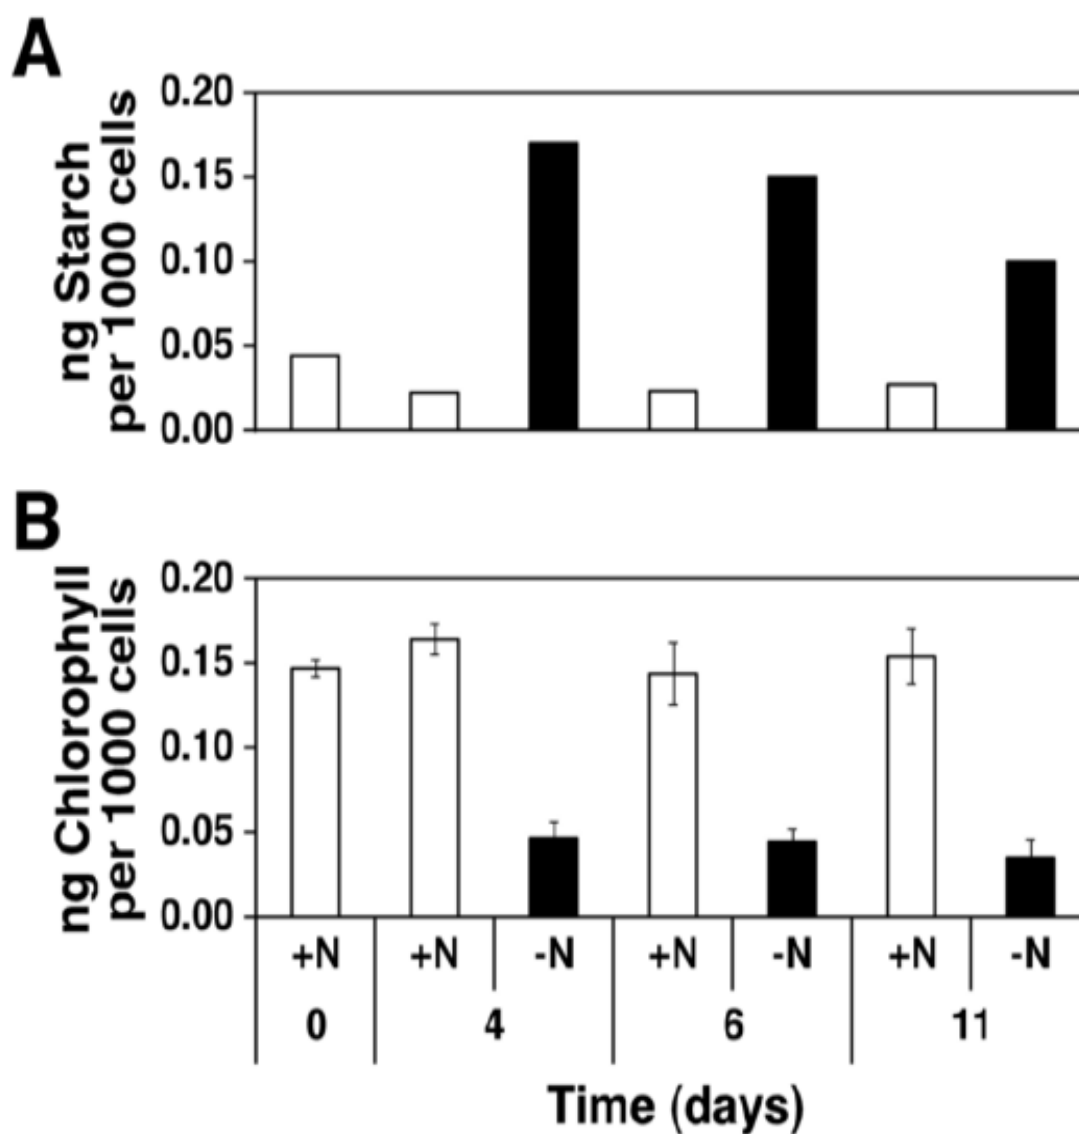 A
ng Starch
per 1000 cells
0.20
0.15
0.10
0.05
0.00
B
ng Chlorophyll
per 1000 cells
0.20
0.15
0.10
0.05
0.00
+N +N -N +N -N +N -N
0 4 6 11
Time (days)